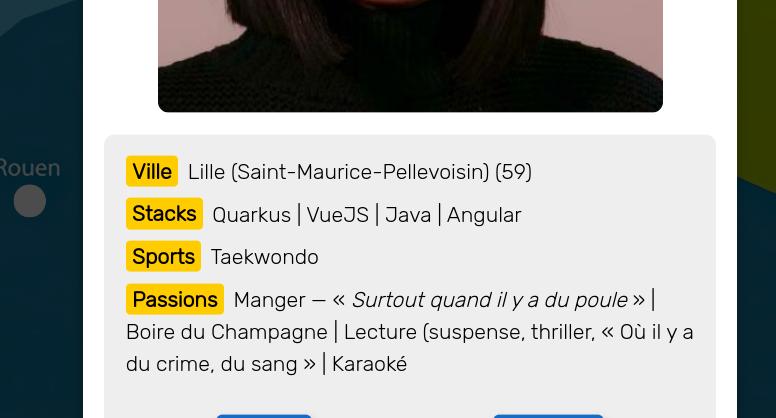 Rouen
Ville Lille (Saint-Maurice-Pellevoisin) (59)
Stacks Quarkus | VueJS | Java | Angular
Sports Taekwondo
Passions Manger — « Surtout quand il y a du poule » |
Boire du Champagne | Lecture (suspense, thriller, « Où il y a
du crime, du sang » | Karaoké